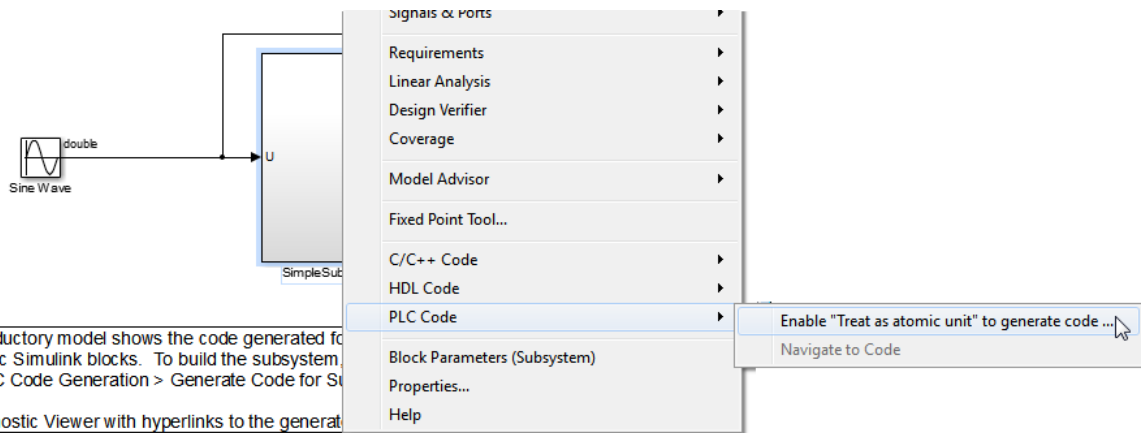 Signals & Ports
Requirements
Linear Analysis
Design Verifier
Coverage
Model Advisor
Fixed Point Tool...
C/C++ Code
HDL Code
PLC Code
Block Parameters (Subsystem)
Properties...
Help
Enable "Treat as atomic unit" to generate code ...
Navigate to Code
double
Sine Wave
U
SimpleSub
ductory model shows the code generated fo
c Simulink blocks. To build the subsystem,
C Code Generation > Generate Code for Su
ostic Viewer with hyperlinks to the generat